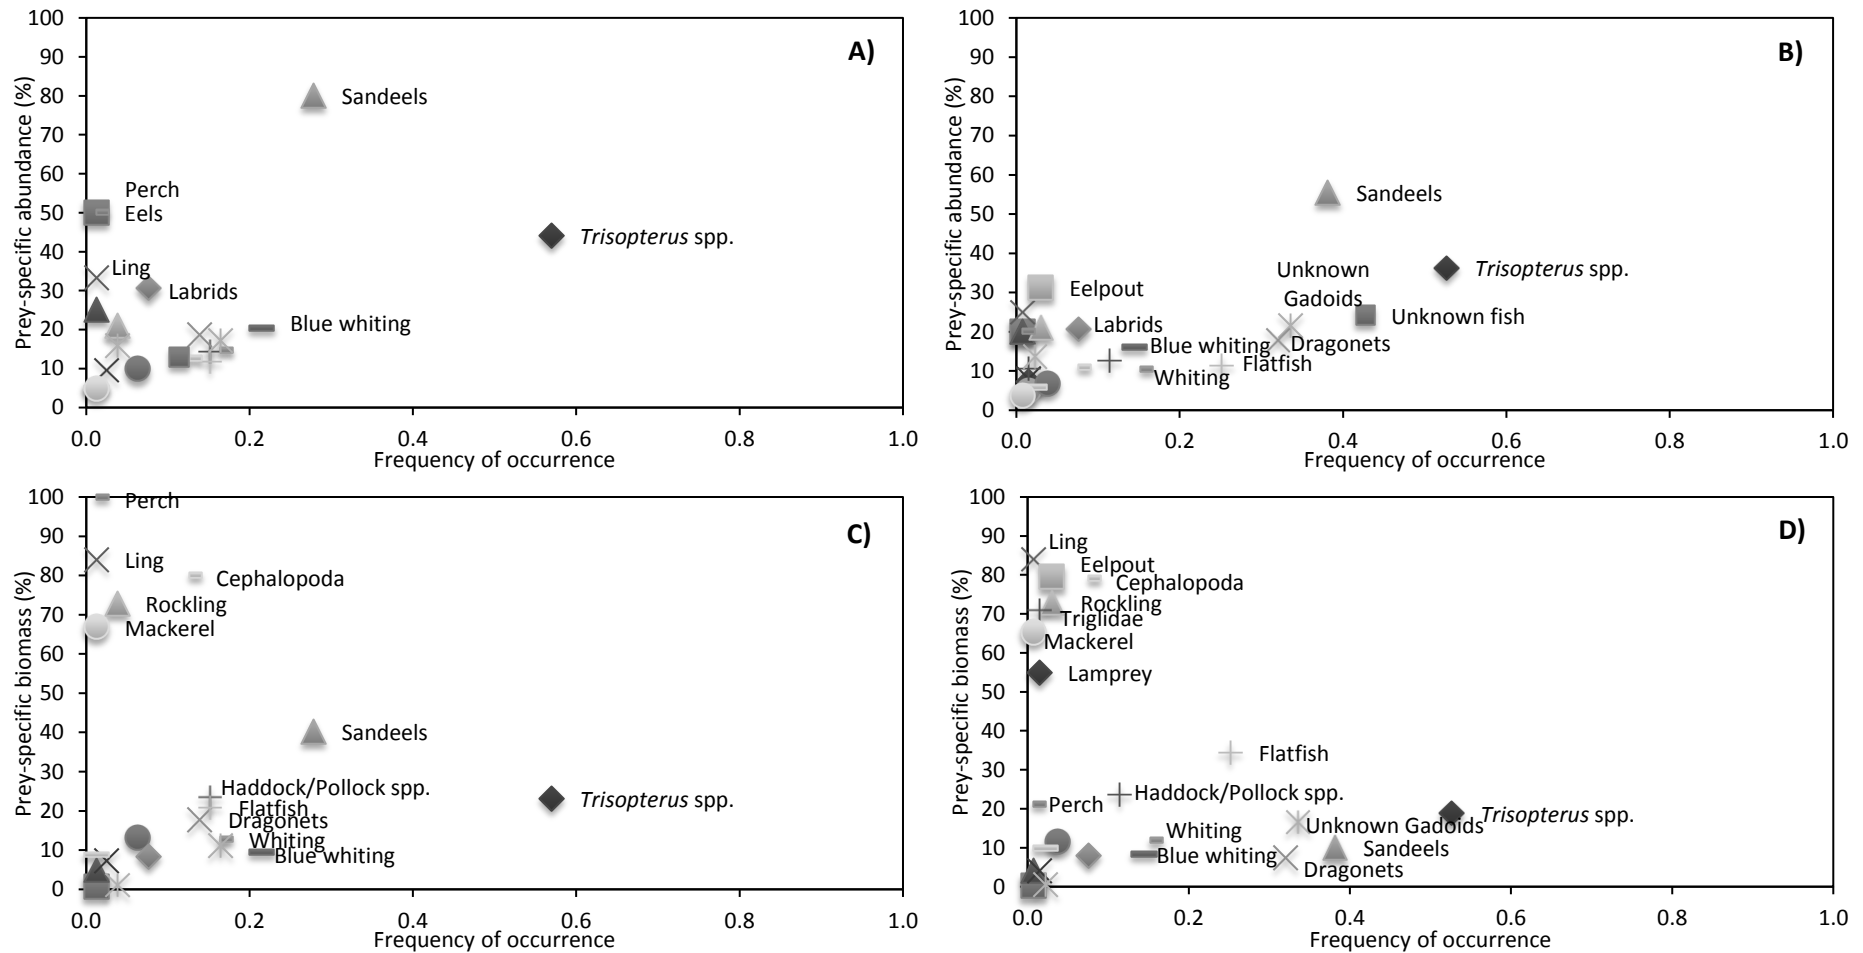 A)
Prey-specific abundance (%)
100
90
80
70
60
50
40
30
20
10
0
Sandeels
Perch
Eels
Trisopterus spp.
Ling
Labrids
Blue whiting
0.0 0.2 0.4 0.6 0.8 1.0
Frequency of occurrence
B)
Prey-specific abundance (%)
100
90
80
70
60
50
40
30
20
10
0
Sandeels
Unknown
Gadoids
Trisopterus spp.
Eelpout
Unknown fish
Labrids
Dragonets
Blue whiting
Flatfish
Whiting
0.0 0.2 0.4 0.6 0.8 1.0
Frequency of occurrence
C)
Prey-specific biomass (%)
100
90
80
70
60
50
40
30
20
10
0
Perch
Ling
Cephalopoda
Rockling
Mackerel
Sandeels
Haddock/Pollock spp.
Trisopterus spp.
Flatfish
Dragonets
Whiting
Blue whiting
0.0 0.2 0.4 0.6 0.8 1.0
Frequency of occurrence
D)
Prey-specific biomass (%)
100
90
80
70
60
50
40
30
20
10
0
Ling
Eelpout
Cephalopoda
Rockling
Triglidae
Mackerel
Lamprey
Flatfish
Haddock/Pollock spp.
Perch
Trisopterus spp.
Unknown Gadoids
Whiting
Sandeels
Blue whiting
Dragonets
0.0 0.2 0.4 0.6 0.8 1.0
Frequency of occurrence